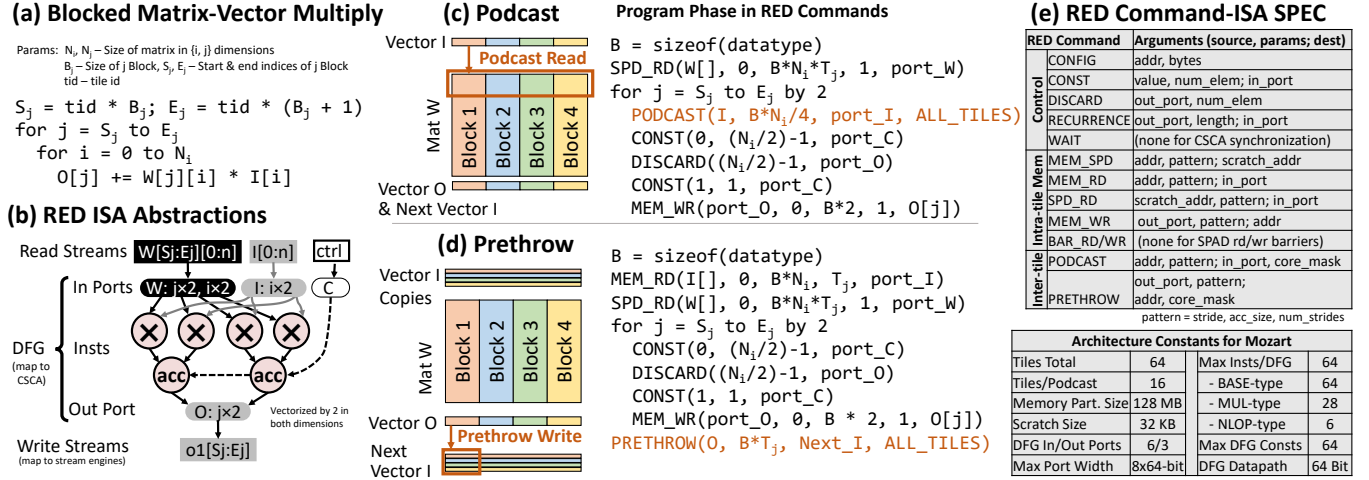 (a) Blocked Matrix-Vector Multiply
Params: Nᵢ, Nⱼ – Size of matrix in {i, j} dimensions
Bⱼ – Size of j Block, Sⱼ, Eⱼ – Start & end indices of j Block
tid – tile id
Sⱼ = tid * Bⱼ; Eⱼ = tid * (Bⱼ + 1)
for j = Sⱼ to Eⱼ
for i = 0 to Nᵢ
O[j] += W[j][i] * I[i]
(b) RED ISA Abstractions
Read Streams
W[Sj:Ej][0:n]
I[0:n]
ctrl
In Ports
W: j×2, i×2
I: i×2
C
DFG
(map to
CSCA)
Insts
×
×
×
×
acc
acc
Out Port
O: j×2
Vectorized by 2 in
both dimensions
Write Streams
(map to stream engines)
o1[Sj:Ej]
(c) Podcast
Vector I
Podcast Read
Mat W
Block 1
Block 2
Block 3
Block 4
Vector O
& Next Vector I
Program Phase in RED Commands
B = sizeof(datatype)
SPD_RD(W[], 0, B*Nᵢ*Tⱼ, 1, port_W)
for j = Sⱼ to Eⱼ by 2
PODCAST(I, B*Nᵢ/4, port_I, ALL_TILES)
CONST(0, (Nᵢ/2)-1, port_C)
DISCARD((Nᵢ/2)-1, port_O)
CONST(1, 1, port_C)
MEM_WR(port_O, 0, B*2, 1, O[j])
(d) Prethrow
Vector I
Copies
Mat W
Block 1
Block 2
Block 3
Block 4
Vector O
Prethrow Write
Next
Vector I
B = sizeof(datatype)
MEM_RD(I[], 0, B*Nᵢ, Tⱼ, port_I)
SPD_RD(W[], 0, B*Nᵢ*Tⱼ, 1, port_W)
for j = Sⱼ to Eⱼ by 2
CONST(0, (Nᵢ/2)-1, port_C)
DISCARD((Nᵢ/2)-1, port_O)
CONST(1, 1, port_C)
MEM_WR(port_O, 0, B * 2, 1, O[j])
PRETHROW(O, B*Tⱼ, Next_I, ALL_TILES)
(e) RED Command-ISA SPEC
RED Command Arguments (source, params; dest)
Control
CONFIG addr, bytes
CONST value, num_elem; in_port
DISCARD out_port, num_elem
RECURRENCE out_port, length; in_port
WAIT (none for CSCA synchronization)
Intra-tile Mem
MEM_SPD addr, pattern; scratch_addr
MEM_RD addr, pattern; in_port
SPD_RD scratch_addr, pattern; in_port
MEM_WR out_port, pattern; addr
BAR_RD/WR (none for SPAD rd/wr barriers)
Inter-tile
PODCAST addr, pattern; in_port, core_mask
PRETHROW out_port, pattern;
addr, core_mask
pattern = stride, acc_size, num_strides
Architecture Constants for Mozart
Tiles Total 64 Max Insts/DFG 64
Tiles/Podcast 16 - BASE-type 64
Memory Part. Size 128 MB - MUL-type 28
Scratch Size 32 KB - NLOP-type 6
DFG In/Out Ports 6/3 Max DFG Consts 64
Max Port Width 8x64-bit DFG Datapath 64 Bit